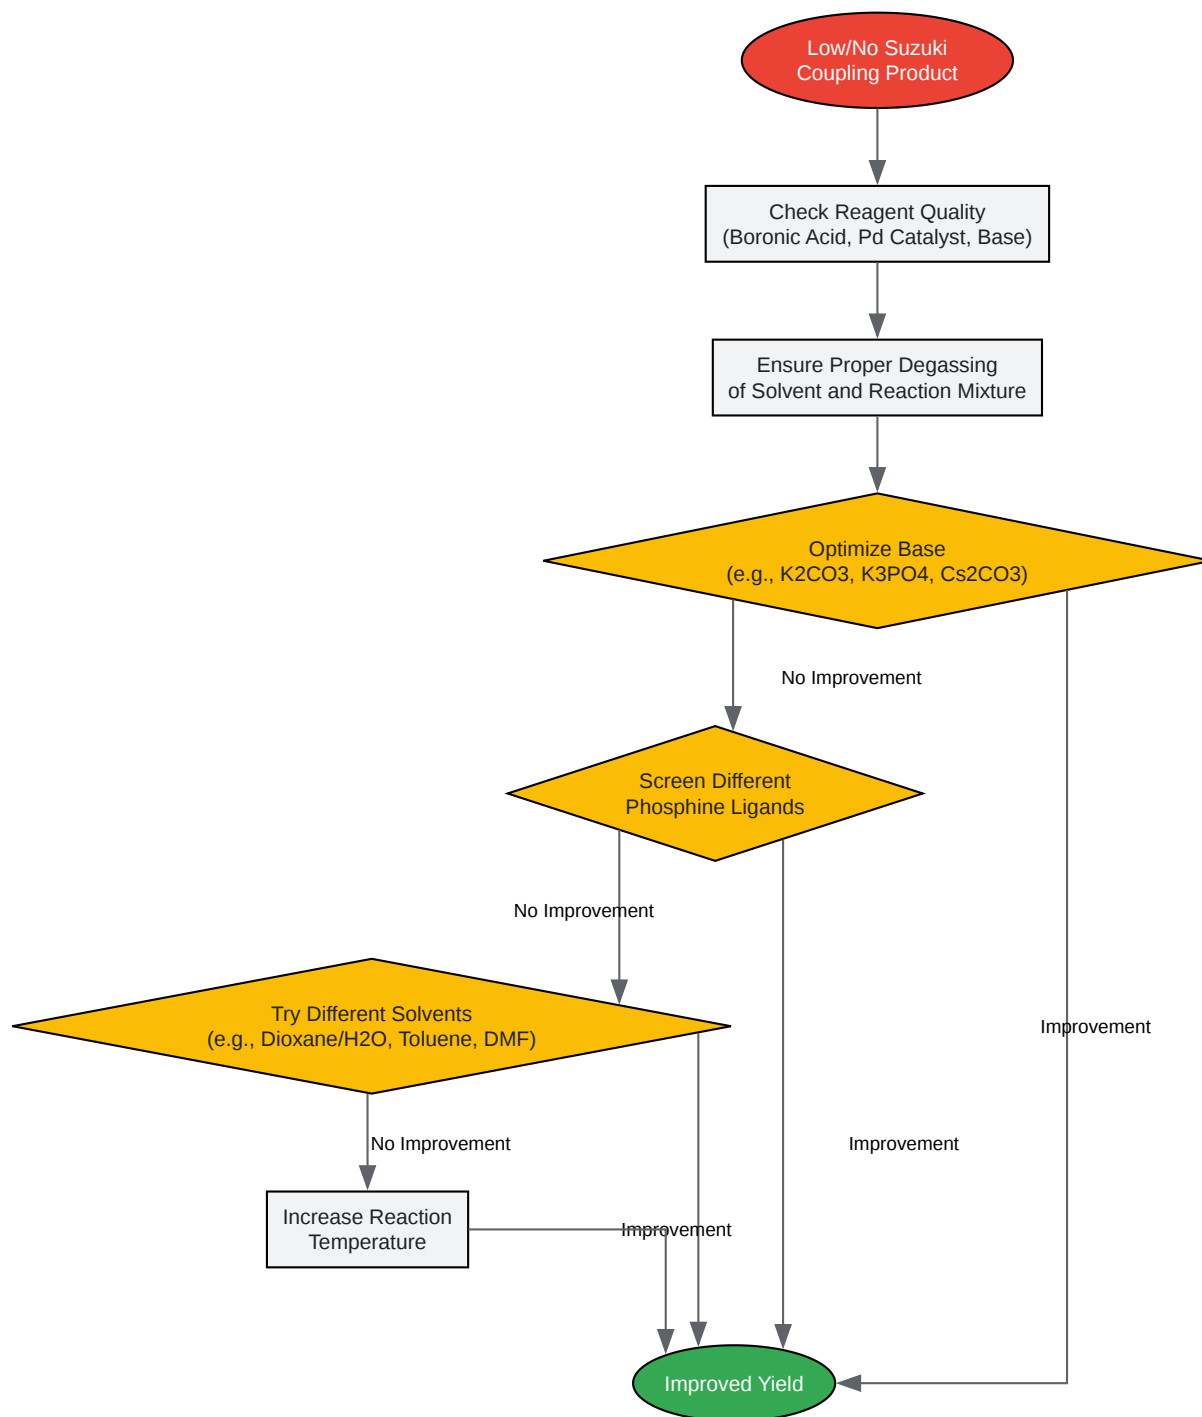 Low/No Suzuki
Coupling Product
Check Reagent Quality
(Boronic Acid, Pd Catalyst, Base)
Ensure Proper Degassing
of Solvent and Reaction Mixture
Optimize Base
(e.g., K2CO3, K3PO4, Cs2CO3)
No Improvement
Screen Different
Phosphine Ligands
No Improvement
Try Different Solvents
(e.g., Dioxane/H2O, Toluene, DMF)
Improvement
No Improvement
Improvement
Increase Reaction
Temperature
Improvement
Improved Yield